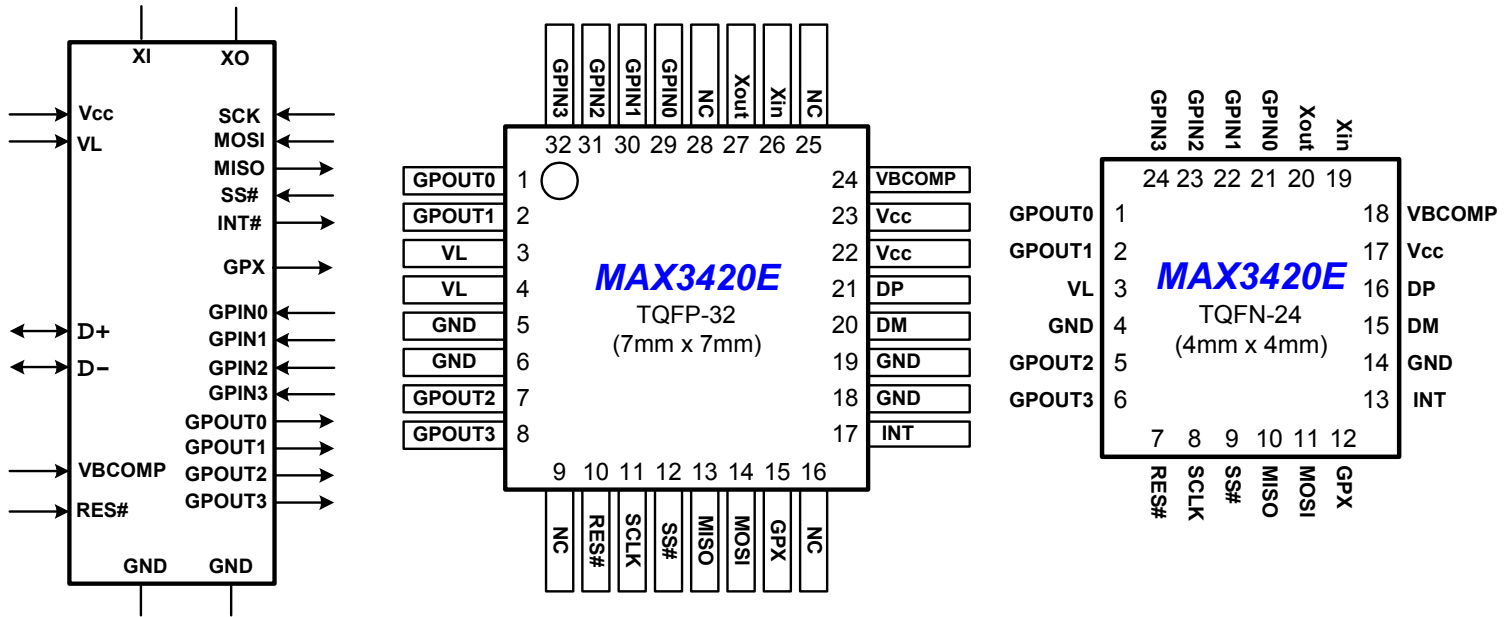 XI XO
Vcc
VL
SCK
MOSI
MISO
SS#
INT#
GPX
GPIN0
GPIN1
GPIN2
GPIN3
D+
D-
GPOUT0
GPOUT1
GPOUT2
GPOUT3
VBCOMP
RES#
GND GND
GPIN3 GPIN2 GPIN1 GPIN0 NC Xout Xin NC
32 31 30 29 28 27 26 25
GPOUT0 1
GPOUT1 2
VL 3
VL 4
GND 5
GND 6
GPOUT2 7
GPOUT3 8
MAX3420E
TQFP-32
(7mm x 7mm)
24 VBCOMP
23 Vcc
22 Vcc
21 DP
20 DM
19 GND
18 GND
17 INT
9 10 11 12 13 14 15 16
NC RES# SCLK SS# MISO MOSI GPX NC
GPIN3 GPIN2 GPIN1 GPIN0 Xout Xin
24 23 22 21 20 19
GPOUT0 1
GPOUT1 2
VL 3
GND 4
GPOUT2 5
GPOUT3 6
MAX3420E
TQFN-24
(4mm x 4mm)
18 VBCOMP
17 Vcc
16 DP
15 DM
14 GND
13 INT
7 8 9 10 11 12
RES# SCLK SS# MISO MOSI GPX